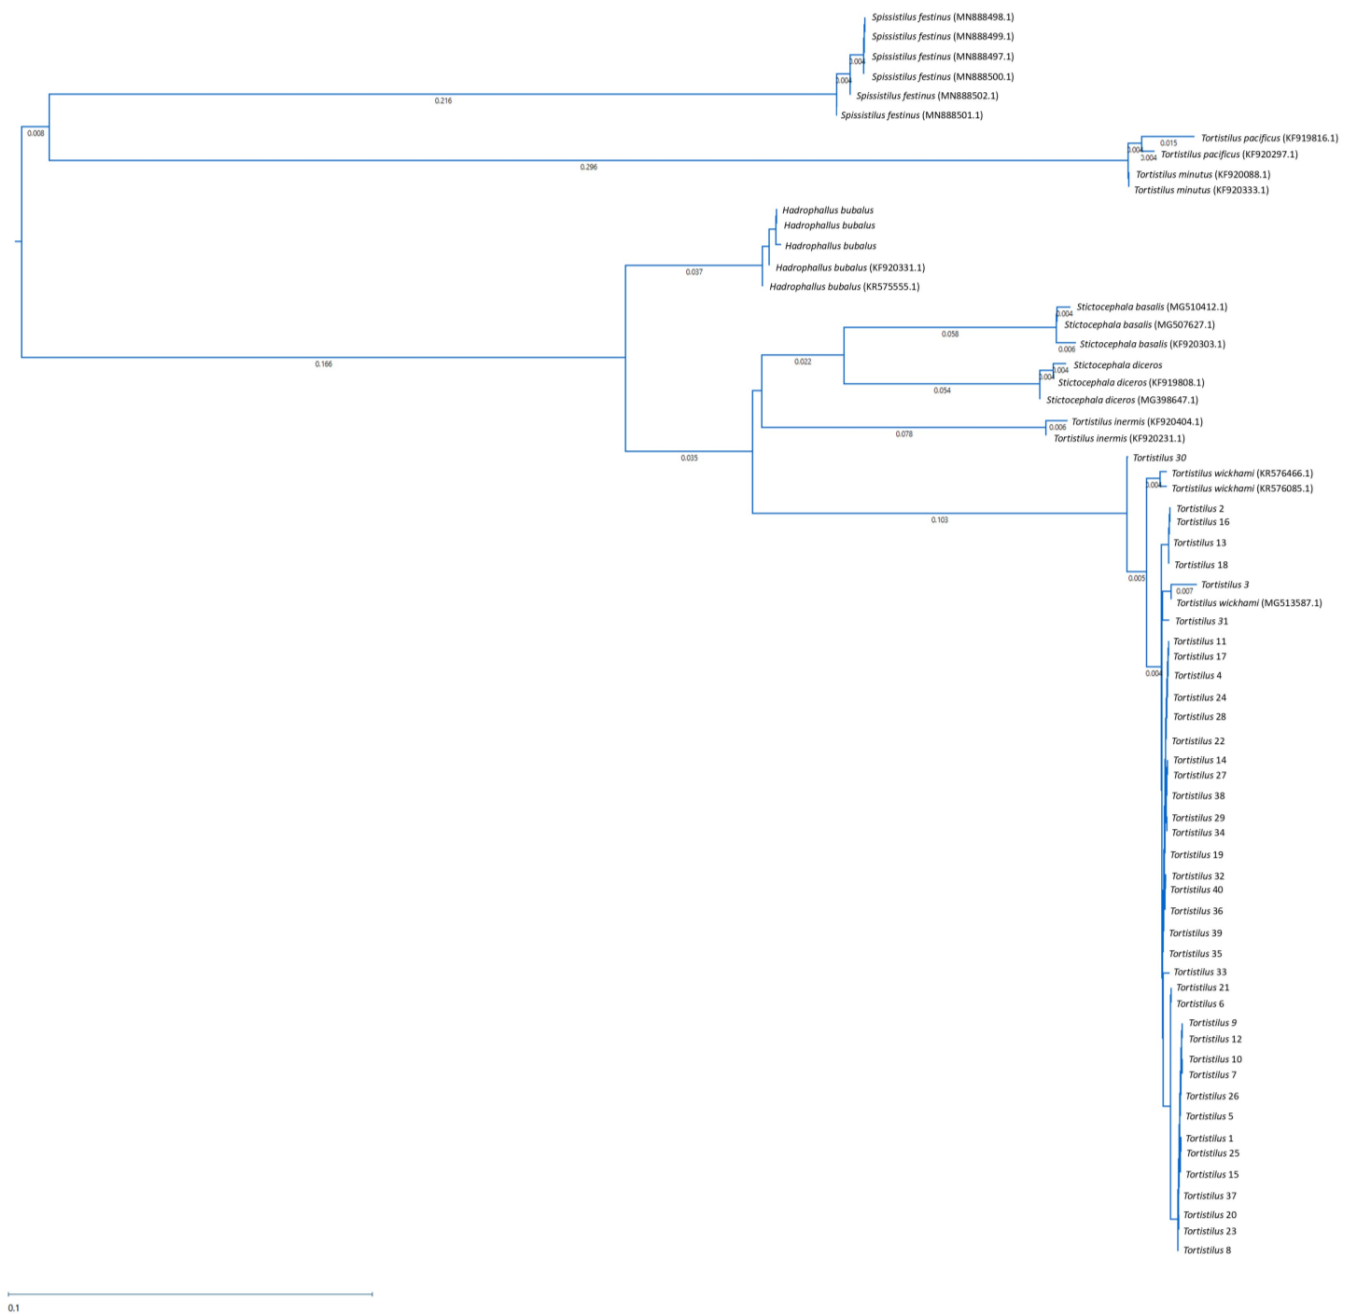 Spissistilus festinus (MN888498.1)
Spissistilus festinus (MN888499.1)
Spissistilus festinus (MN888497.1)
0.004
Spissistilus festinus (MN888500.1)
0.004
Spissistilus festinus (MN888502.1)
0.216
Spissistilus festinus (MN888501.1)
0.008
Tortistilus pacificus (KF919816.1)
0.015
0.004
Tortistilus pacificus (KF920297.1)
0.004
0.296
Tortistilus minutus (KF920088.1)
Tortistilus minutus (KF920333.1)
Hadrophallus bubalus
Hadrophallus bubalus
Hadrophallus bubalus
Hadrophallus bubalus (KF920331.1)
0.037
Hadrophallus bubalus (KR575555.1)
Stictocephala basalis (MG510412.1)
0.004
Stictocephala basalis (MG507627.1)
0.058
Stictocephala basalis (KF920303.1)
0.006
0.022
0.166
Stictocephala diceros
0.004
0.004
Stictocephala diceros (KF919808.1)
0.054
Stictocephala diceros (MG398647.1)
Tortistilus inermis (KF920404.1)
0.006
0.078
Tortistilus inermis (KF920231.1)
0.035
Tortistilus 30
Tortistilus wickhami (KR576466.1)
0.004
Tortistilus wickhami (KR576085.1)
Tortistilus 2
0.103
Tortistilus 16
Tortistilus 13
Tortistilus 18
0.005
Tortistilus 3
0.007
Tortistilus wickhami (MG513587.1)
Tortistilus 31
Tortistilus 11
Tortistilus 17
0.004
Tortistilus 4
Tortistilus 24
Tortistilus 28
Tortistilus 22
Tortistilus 14
Tortistilus 27
Tortistilus 38
Tortistilus 29
Tortistilus 34
Tortistilus 19
Tortistilus 32
Tortistilus 40
Tortistilus 36
Tortistilus 39
Tortistilus 35
Tortistilus 33
Tortistilus 21
Tortistilus 6
Tortistilus 9
Tortistilus 12
Tortistilus 10
Tortistilus 7
Tortistilus 26
Tortistilus 5
Tortistilus 1
Tortistilus 25
Tortistilus 15
Tortistilus 37
Tortistilus 20
Tortistilus 23
Tortistilus 8
0.1